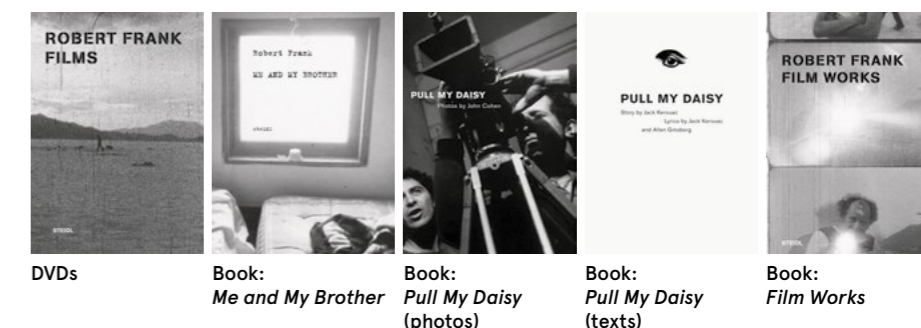 ROBERT FRANK
FILMS
STEIDL
Robert Frank
ME AND MY BROTHER
steidl
PULL MY DAISY
Photos by John Cohen
PULL MY DAISY
Story by Jack Kerouac
Lyrics by Jack Kerouac
and Allen Ginsberg
ROBERT FRANK
FILM WORKS
STEIDL
DVDs
Book:
Me and My Brother
Book:
Pull My Daisy
(photos)
Book:
Pull My Daisy
(texts)
Book:
Film Works